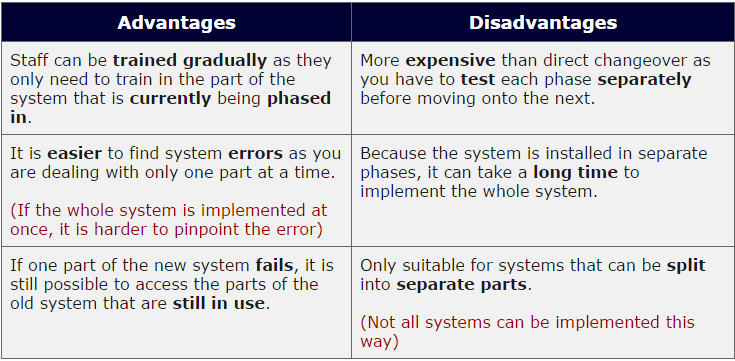 Advantages
Disadvantages
Staff can be trained gradually as they
only need to train in the part of the
system that is currently being phased
in.
More expensive than direct changeover as
you have to test each phase separately
before moving onto the next.
It is easier to find system errors as you
are dealing with only one part at a time.
(If the whole system is implemented at
once, it is harder to pinpoint the error)
Because the system is installed in separate
phases, it can take a long time to
implement the whole system.
If one part of the new system fails, it is
still possible to access the parts of the
old system that are still in use.
Only suitable for systems that can be split
into separate parts.
(Not all systems can be implemented this
way)